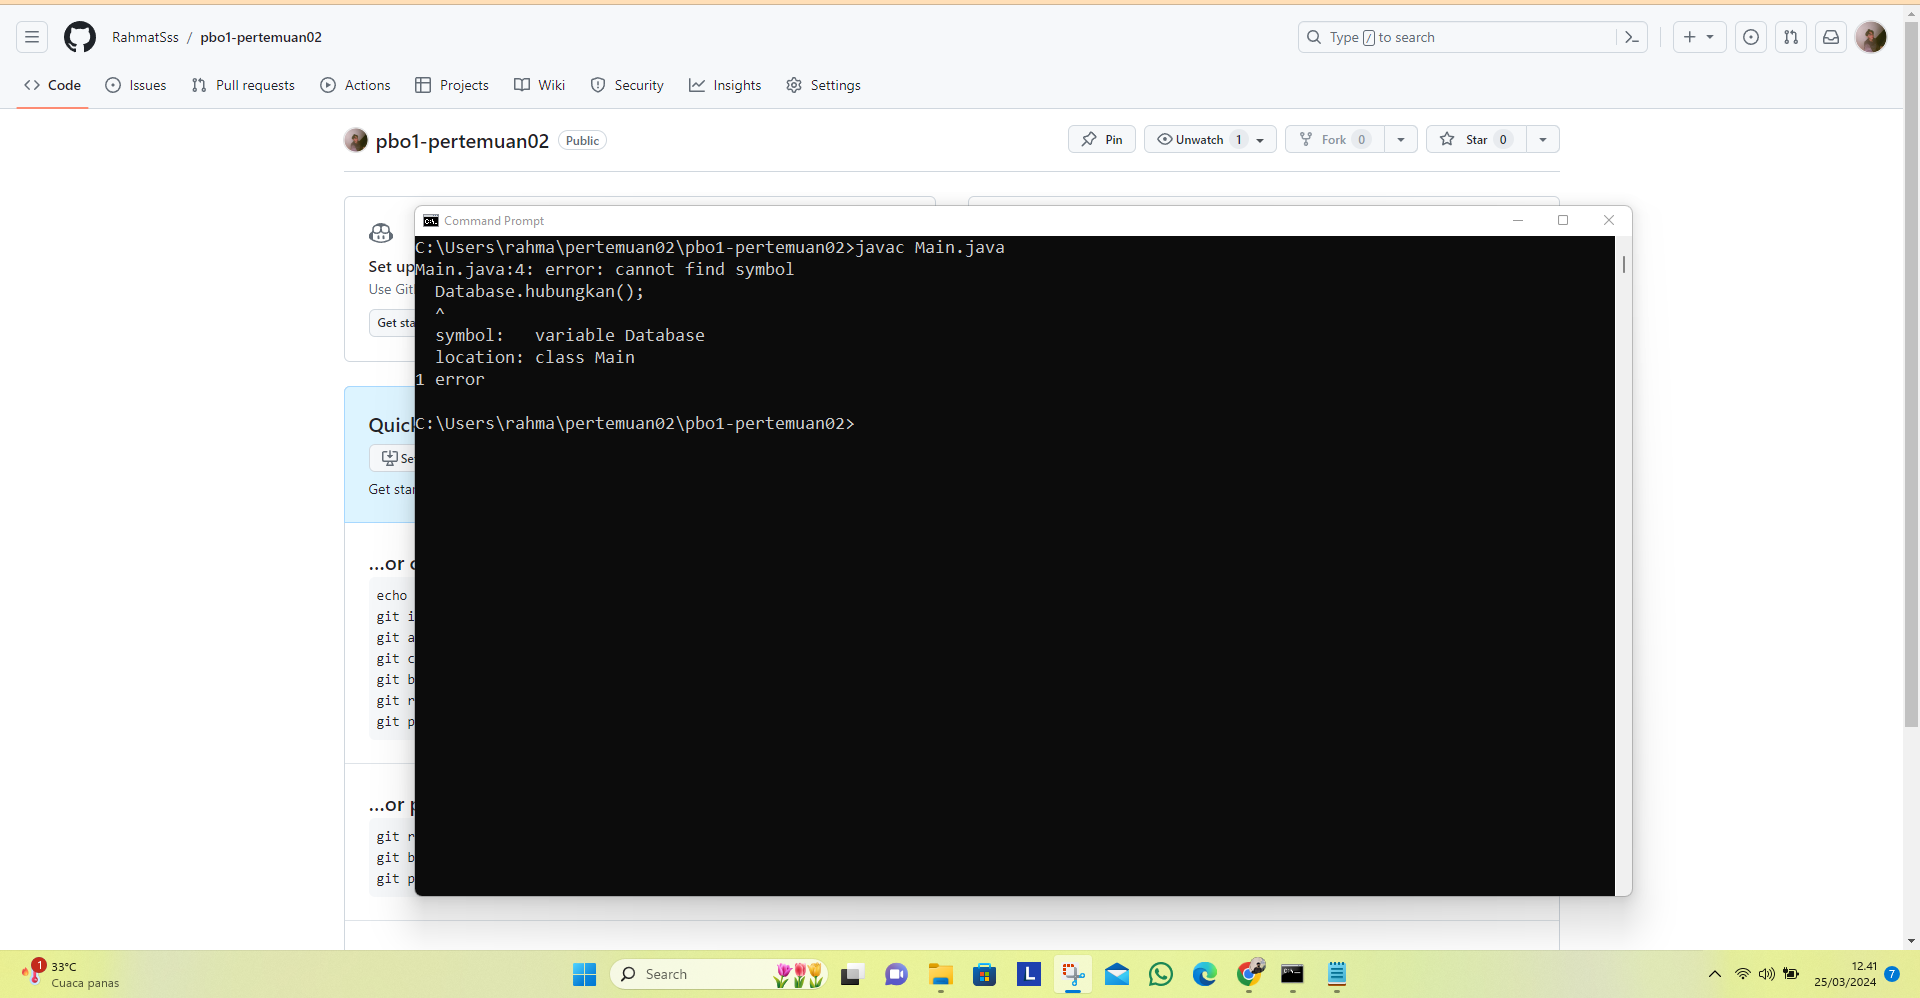 RahmatSss / pbo1-pertemuan02
Type / to search
Code
Issues
Pull requests
Actions
Projects
Wiki
Security
Insights
Settings
pbo1-pertemuan02
Public
Pin
Unwatch 1
Fork 0
Star 0
Set up
Use Git
Get sta
Command Prompt
C:\Users\rahma\pertemuan02\pbo1-pertemuan02>javac Main.java
Main.java:4: error: cannot find symbol
Database.hubungkan();
^
symbol:   variable Database
location: class Main
1 error
C:\Users\rahma\pertemuan02\pbo1-pertemuan02>
Quick
Se
Get star
...or c
echo
git i
git a
git c
git b
git r
git p
...or p
git r
git b
git p
1
33°C
Cuaca panas
Search
L
12.41
25/03/2024
7